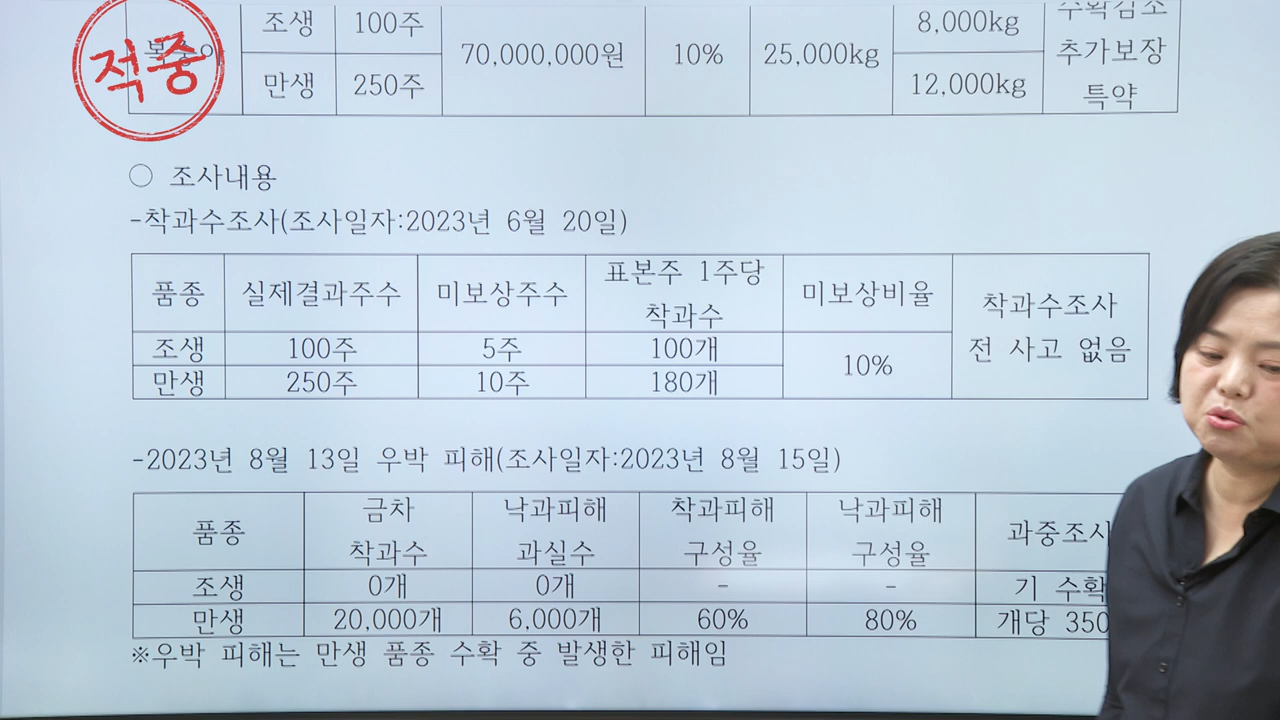 적중
조생 100주 70,000,000원 10% 25,000kg 8,000kg
추가보장
만생 250주 12,000kg 특약
○ 조사내용
-착과수조사(조사일자:2023년 6월 20일)
품종 실제결과주수 미보상주수 표본주 1주당 착과수 미보상비율 착과수조사 전 사고 없음
조생 100주 5주 100개 10%
만생 250주 10주 180개
-2023년 8월 13일 우박 피해(조사일자:2023년 8월 15일)
품종 금차 착과수 낙과피해 과실수 착과피해 구성율 낙과피해 구성율 과중조사
조생 0개 0개 - - 기 수확
만생 20,000개 6,000개 60% 80% 개당 350
※우박 피해는 만생 품종 수확 중 발생한 피해임